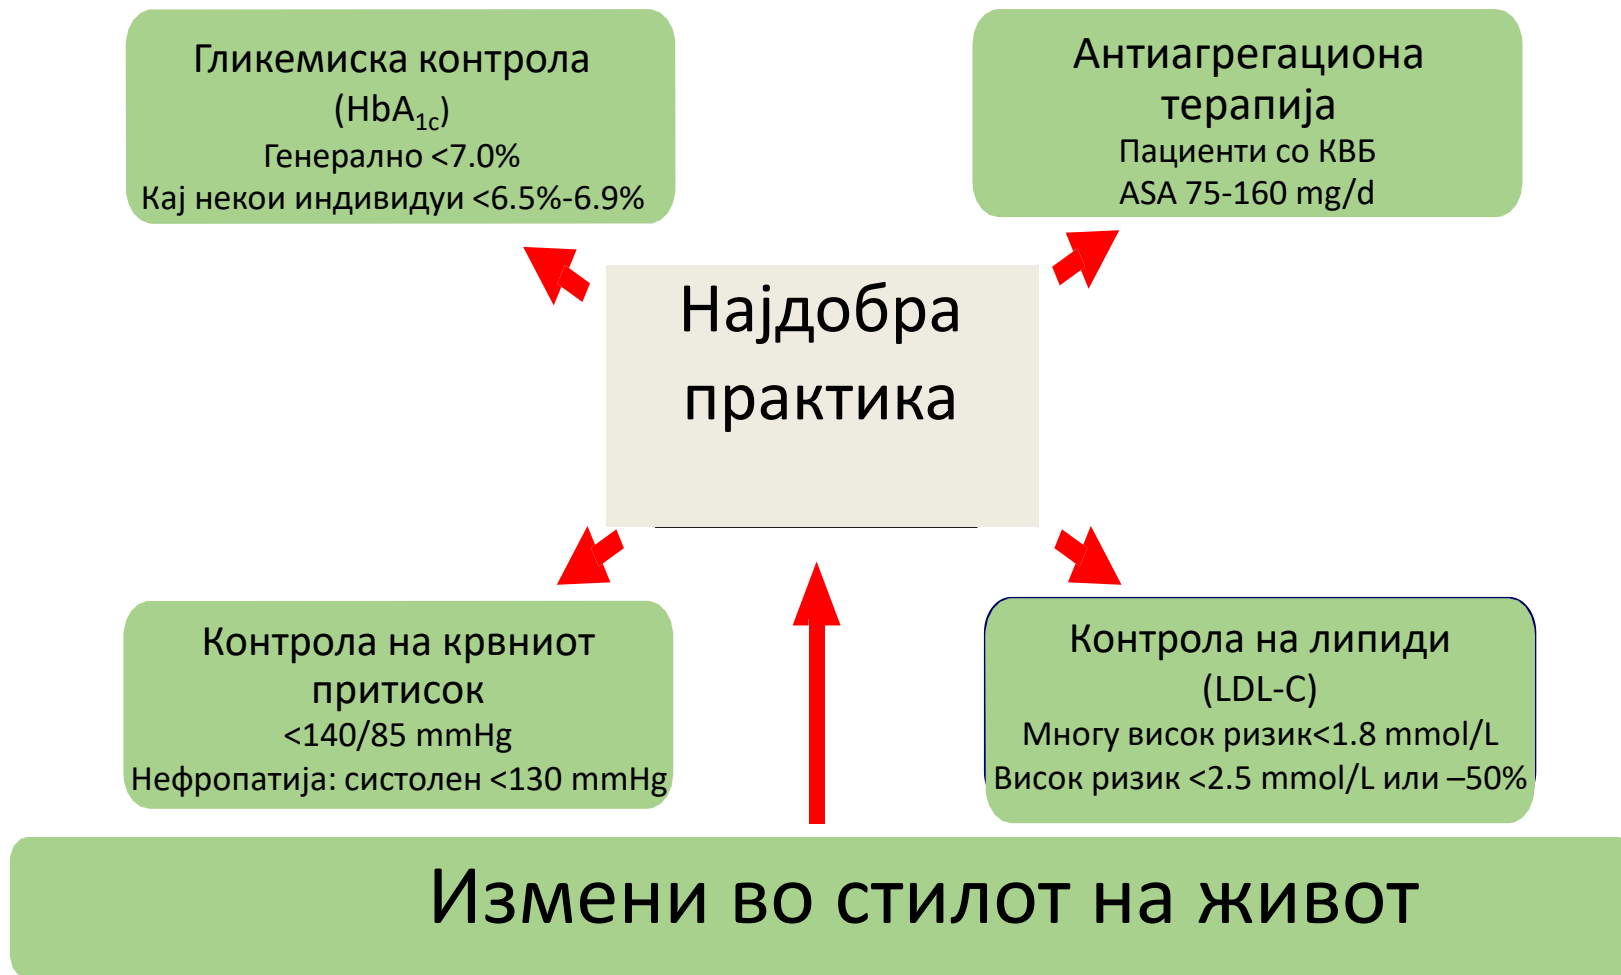 Гликемиска контрола
(HbA1c)
Генерално <7.0%
Кај некои индивидуи <6.5%-6.9%
Антиагрегациона
терапија
Пациенти со КВБ
ASA 75-160 mg/d
Најдобра
практика
Контрола на крвниот
притисок
<140/85 mmHg
Нефропатија: систолен <130 mmHg
Контрола на липиди
(LDL-C)
Многу висок ризик<1.8 mmol/L
Висок ризик <2.5 mmol/L или –50%
Измени во стилот на живот